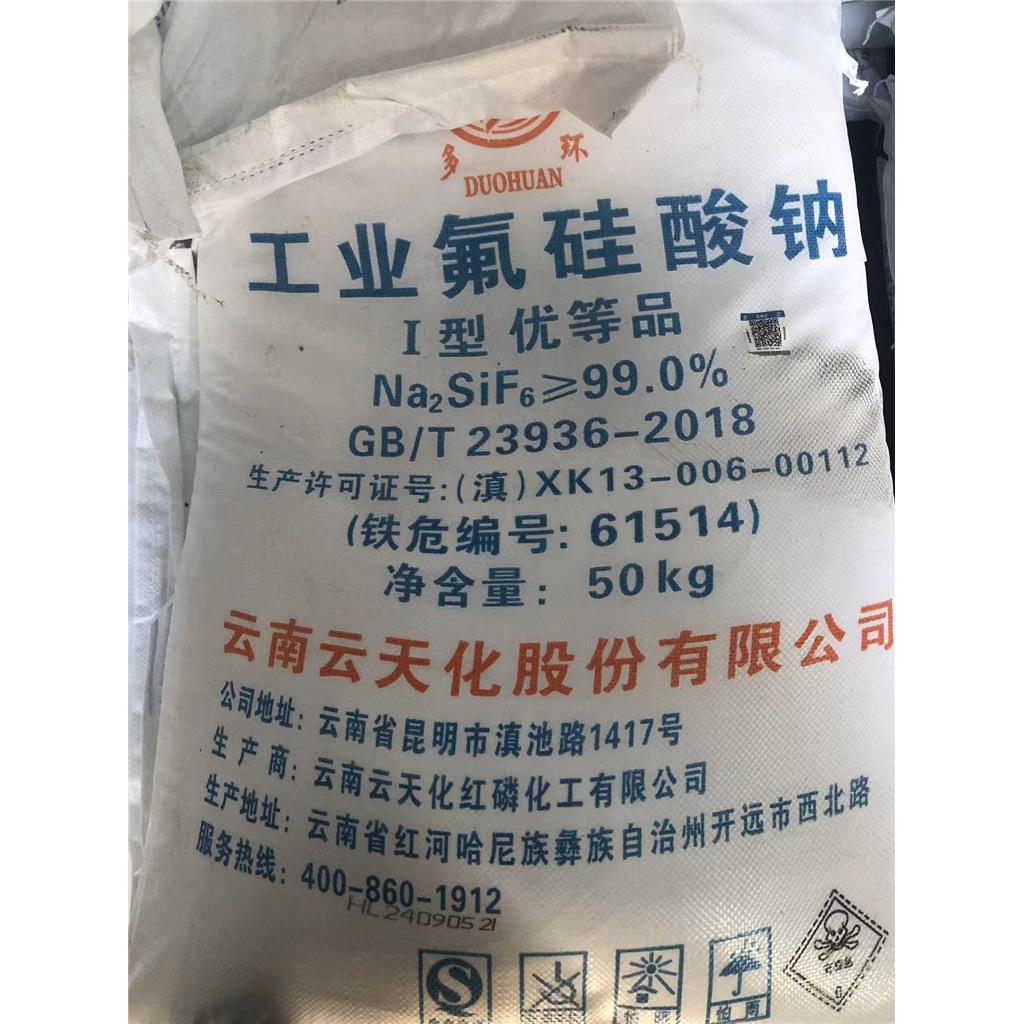 多环
DUOHUAN
工业氟硅酸钠
I型 优等品
Na₂SiF₆≥99.0%
GB/T 23936-2018
生产许可证号:(滇)XK13-006-00112
(铁危编号: 61514)
净含量: 50kg
云南云天化股份有限公司
公司地址: 云南省昆明市滇池路1417号
生产商: 云南云天化红磷化工有限公司
生产地址: 云南省红河哈尼族彝族自治州开远市西北路
服务热线: 400-860-1912
HL24090521
怕雨